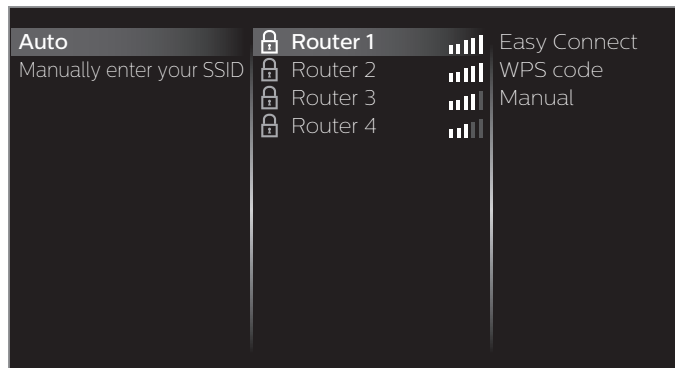 Auto
Manually enter your SSID
Router 1
Router 2
Router 3
Router 4
Easy Connect
WPS code
Manual